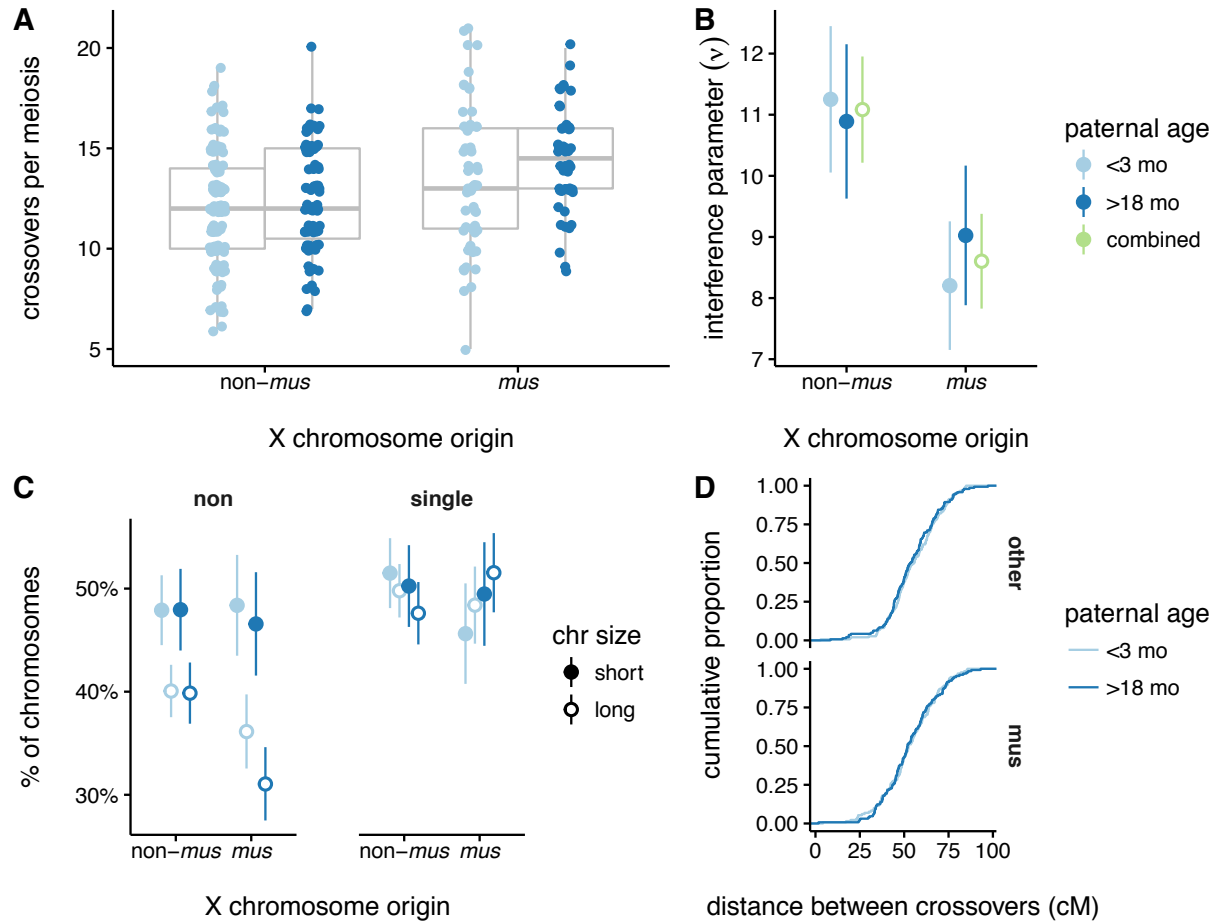 A
crossovers per meiosis
20
15
10
5
non−mus
mus
X chromosome origin
B
interference parameter (ν)
12
11
10
9
8
7
non−mus
mus
X chromosome origin
paternal age
<3 mo
>18 mo
combined
C
non
single
% of chromosomes
50%
40%
30%
non−mus
mus
non−mus
mus
X chromosome origin
chr size
short
long
D
cumulative proportion
1.00
0.75
0.50
0.25
0.00
other
1.00
0.75
0.50
0.25
0.00
mus
0
25
50
75
100
distance between crossovers (cM)
paternal age
<3 mo
>18 mo